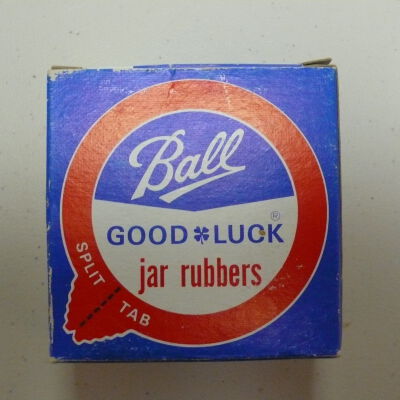 Ball
GOOD LUCK ®
jar rubbers
SPLIT TAB